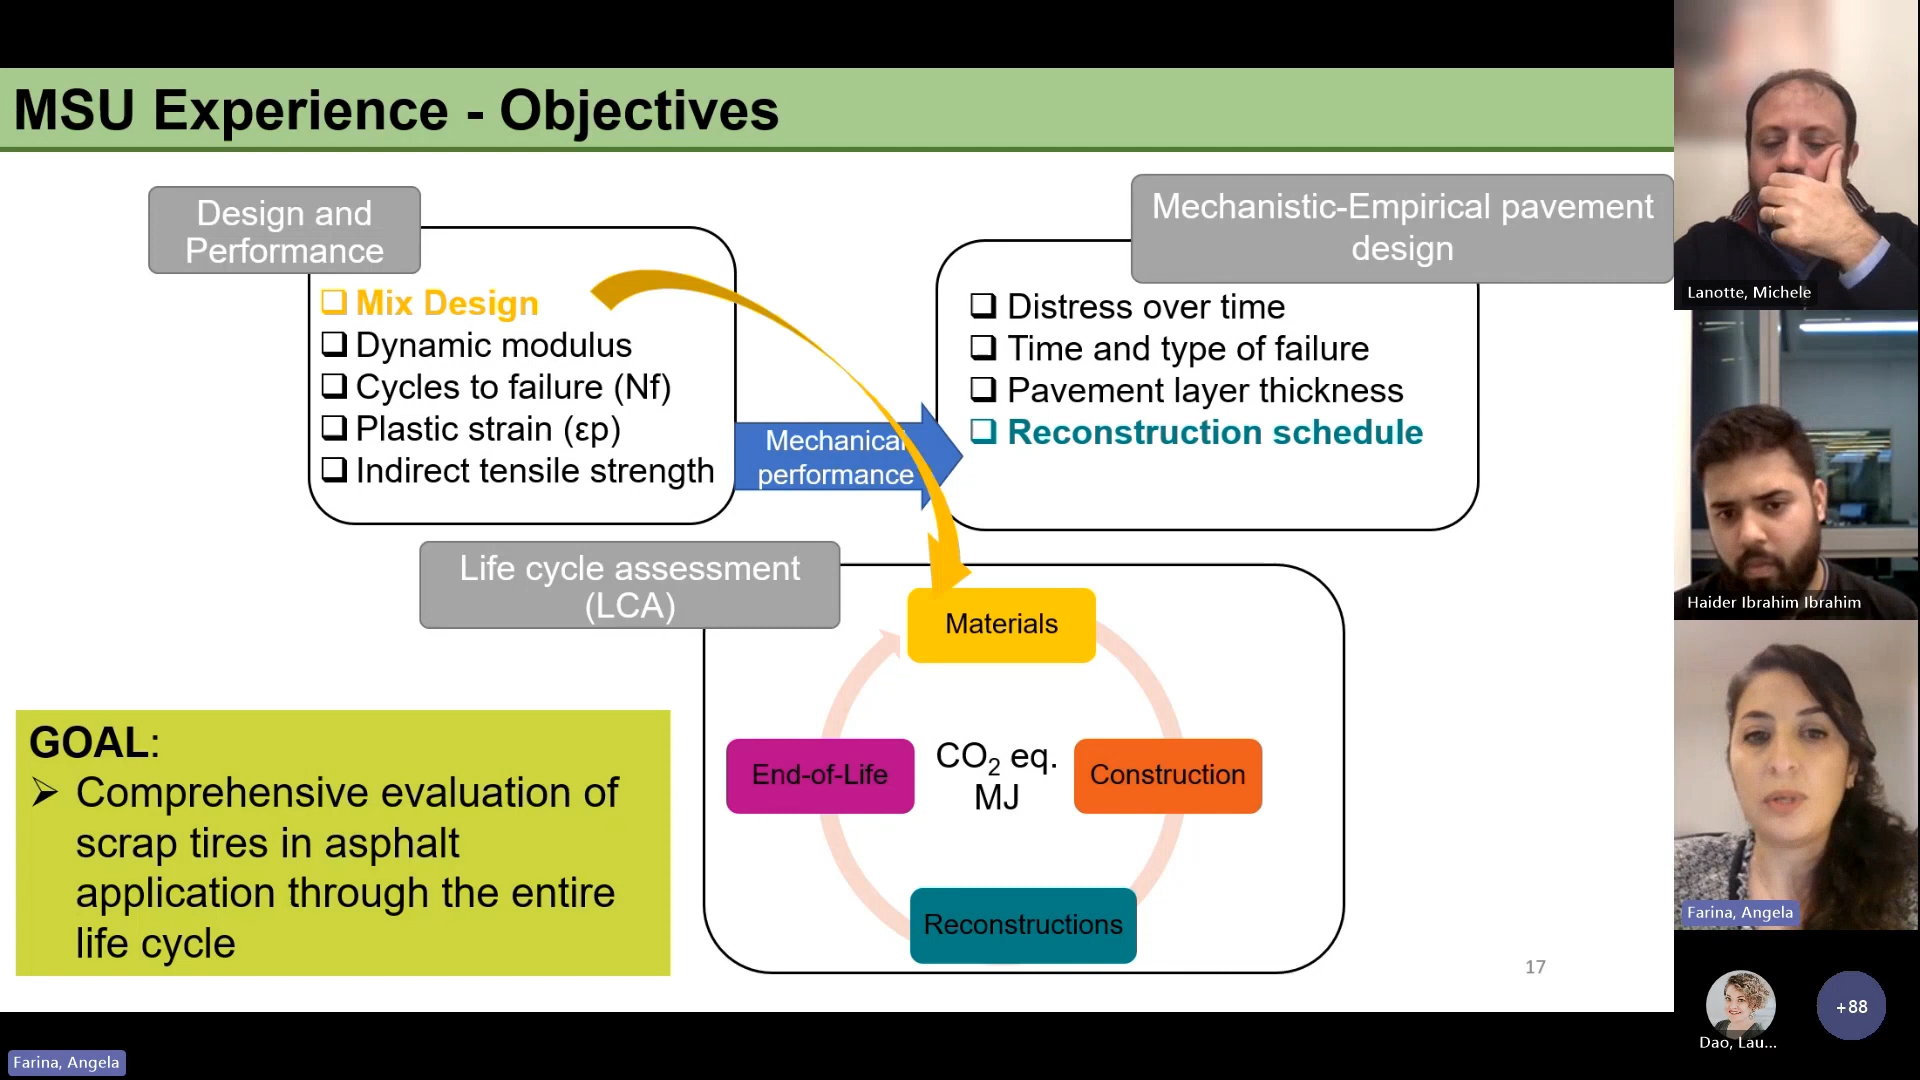 MSU Experience - Objectives
Design and
Performance
❑ Mix Design
❑ Dynamic modulus
❑ Cycles to failure (Nf)
❑ Plastic strain (εp)
❑ Indirect tensile strength
Mechanical
performance
Mechanistic-Empirical pavement
design
❑ Distress over time
❑ Time and type of failure
❑ Pavement layer thickness
❑ Reconstruction schedule
Life cycle assessment
(LCA)
Materials
End-of-Life
CO₂ eq.
MJ
Construction
Reconstructions
GOAL:
➢ Comprehensive evaluation of
scrap tires in asphalt
application through the entire
life cycle
17
Lanotte, Michele
Haider Ibrahim Ibrahim
Farina, Angela
Dao, Lau...
+88
Farina, Angela